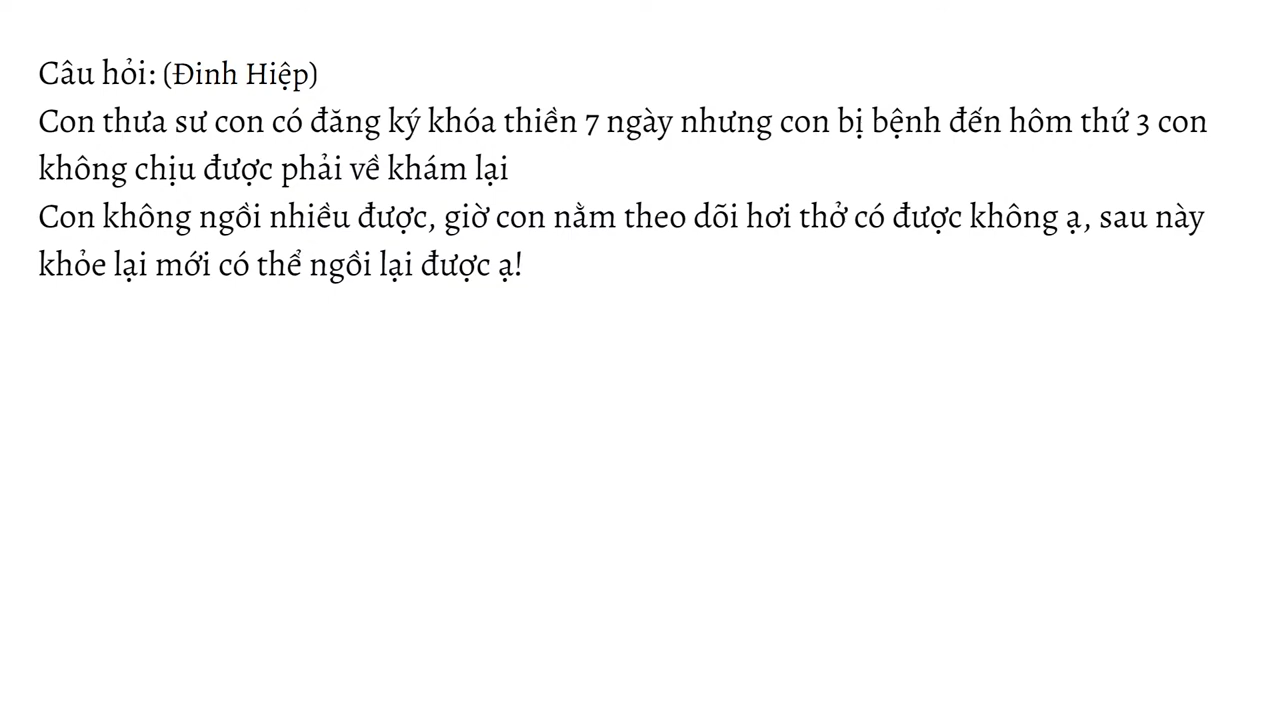 Câu hỏi: (Đinh Hiệp)
Con thưa sư con có đăng ký khóa thiền 7 ngày nhưng con bị bệnh đến hôm thứ 3 con
không chịu được phải về khám lại
Con không ngồi nhiều được, giờ con nằm theo dõi hơi thở có được không ạ, sau này
khỏe lại mới có thể ngồi lại được ạ!